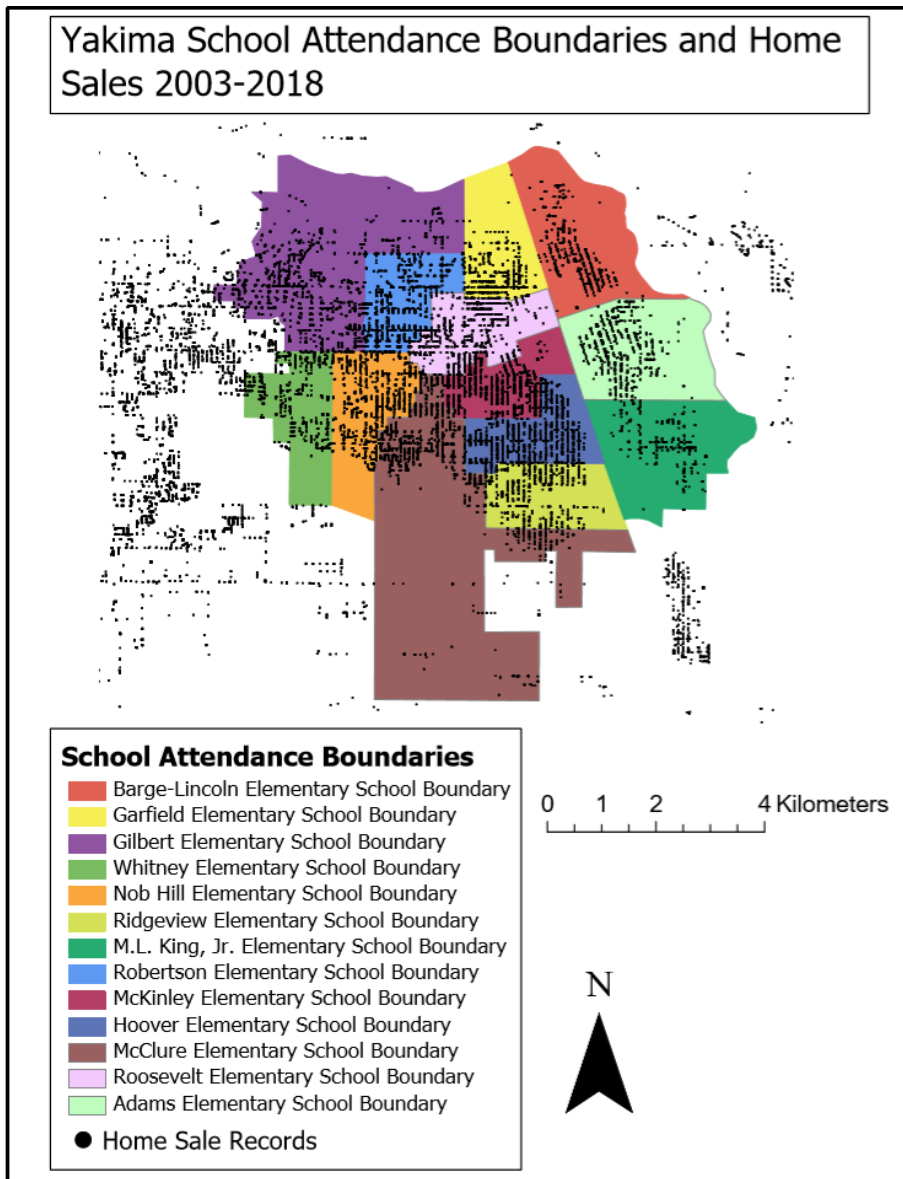 Yakima School Attendance Boundaries and Home
Sales 2003-2018
School Attendance Boundaries
Barge-Lincoln Elementary School Boundary
Garfield Elementary School Boundary
Gilbert Elementary School Boundary
Whitney Elementary School Boundary
Nob Hill Elementary School Boundary
Ridgeview Elementary School Boundary
M.L. King, Jr. Elementary School Boundary
Robertson Elementary School Boundary
McKinley Elementary School Boundary
Hoover Elementary School Boundary
McClure Elementary School Boundary
Roosevelt Elementary School Boundary
Adams Elementary School Boundary
Home Sale Records
0 1 2 4 Kilometers
N